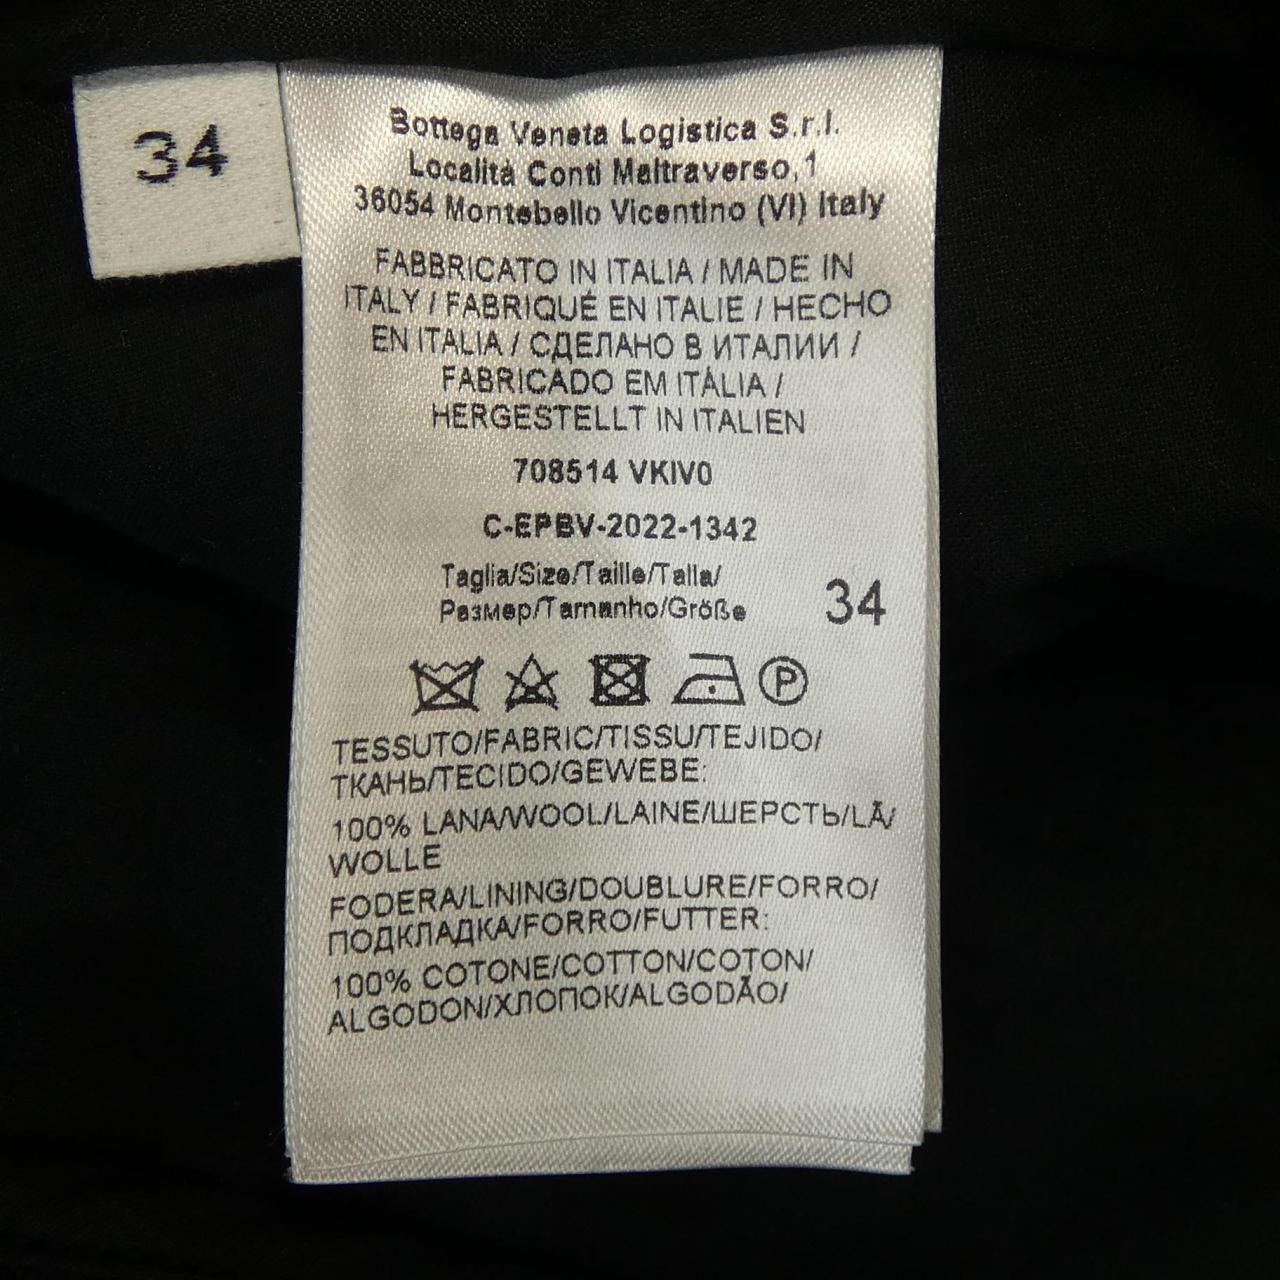 34
Bottega Veneta Logistica S.r.l.
Località Conti Maltraverso,1
36054 Montebello Vicentino (VI) Italy
FABBRICATO IN ITALIA / MADE IN
ITALY / FABRIQUÉ EN ITALIE / HECHO
EN ITALIA / СДЕЛАНО В ИТАЛИИ /
FABRICADO EM ITÁLIA /
HERGESTELLT IN ITALIEN
708514 VKIV0
C-EPBV-2022-1342
Taglia/Size/Taille/Talla/
Размер/Tamanho/Größe 34
P
TESSUTO/FABRIC/TISSU/TEJIDO/
ТКАНЬ/TECIDO/GEWEBE:
100% LANA/WOOL/LAINE/ШЕРСТЬ/LÃ/
WOLLE
FODERA/LINING/DOUBLURE/FORRO/
ПОДКЛАДКА/FORRO/FUTTER:
100% COTONE/COTTON/COTON/
ALGODON/ХЛОПОК/ALGODÃO/